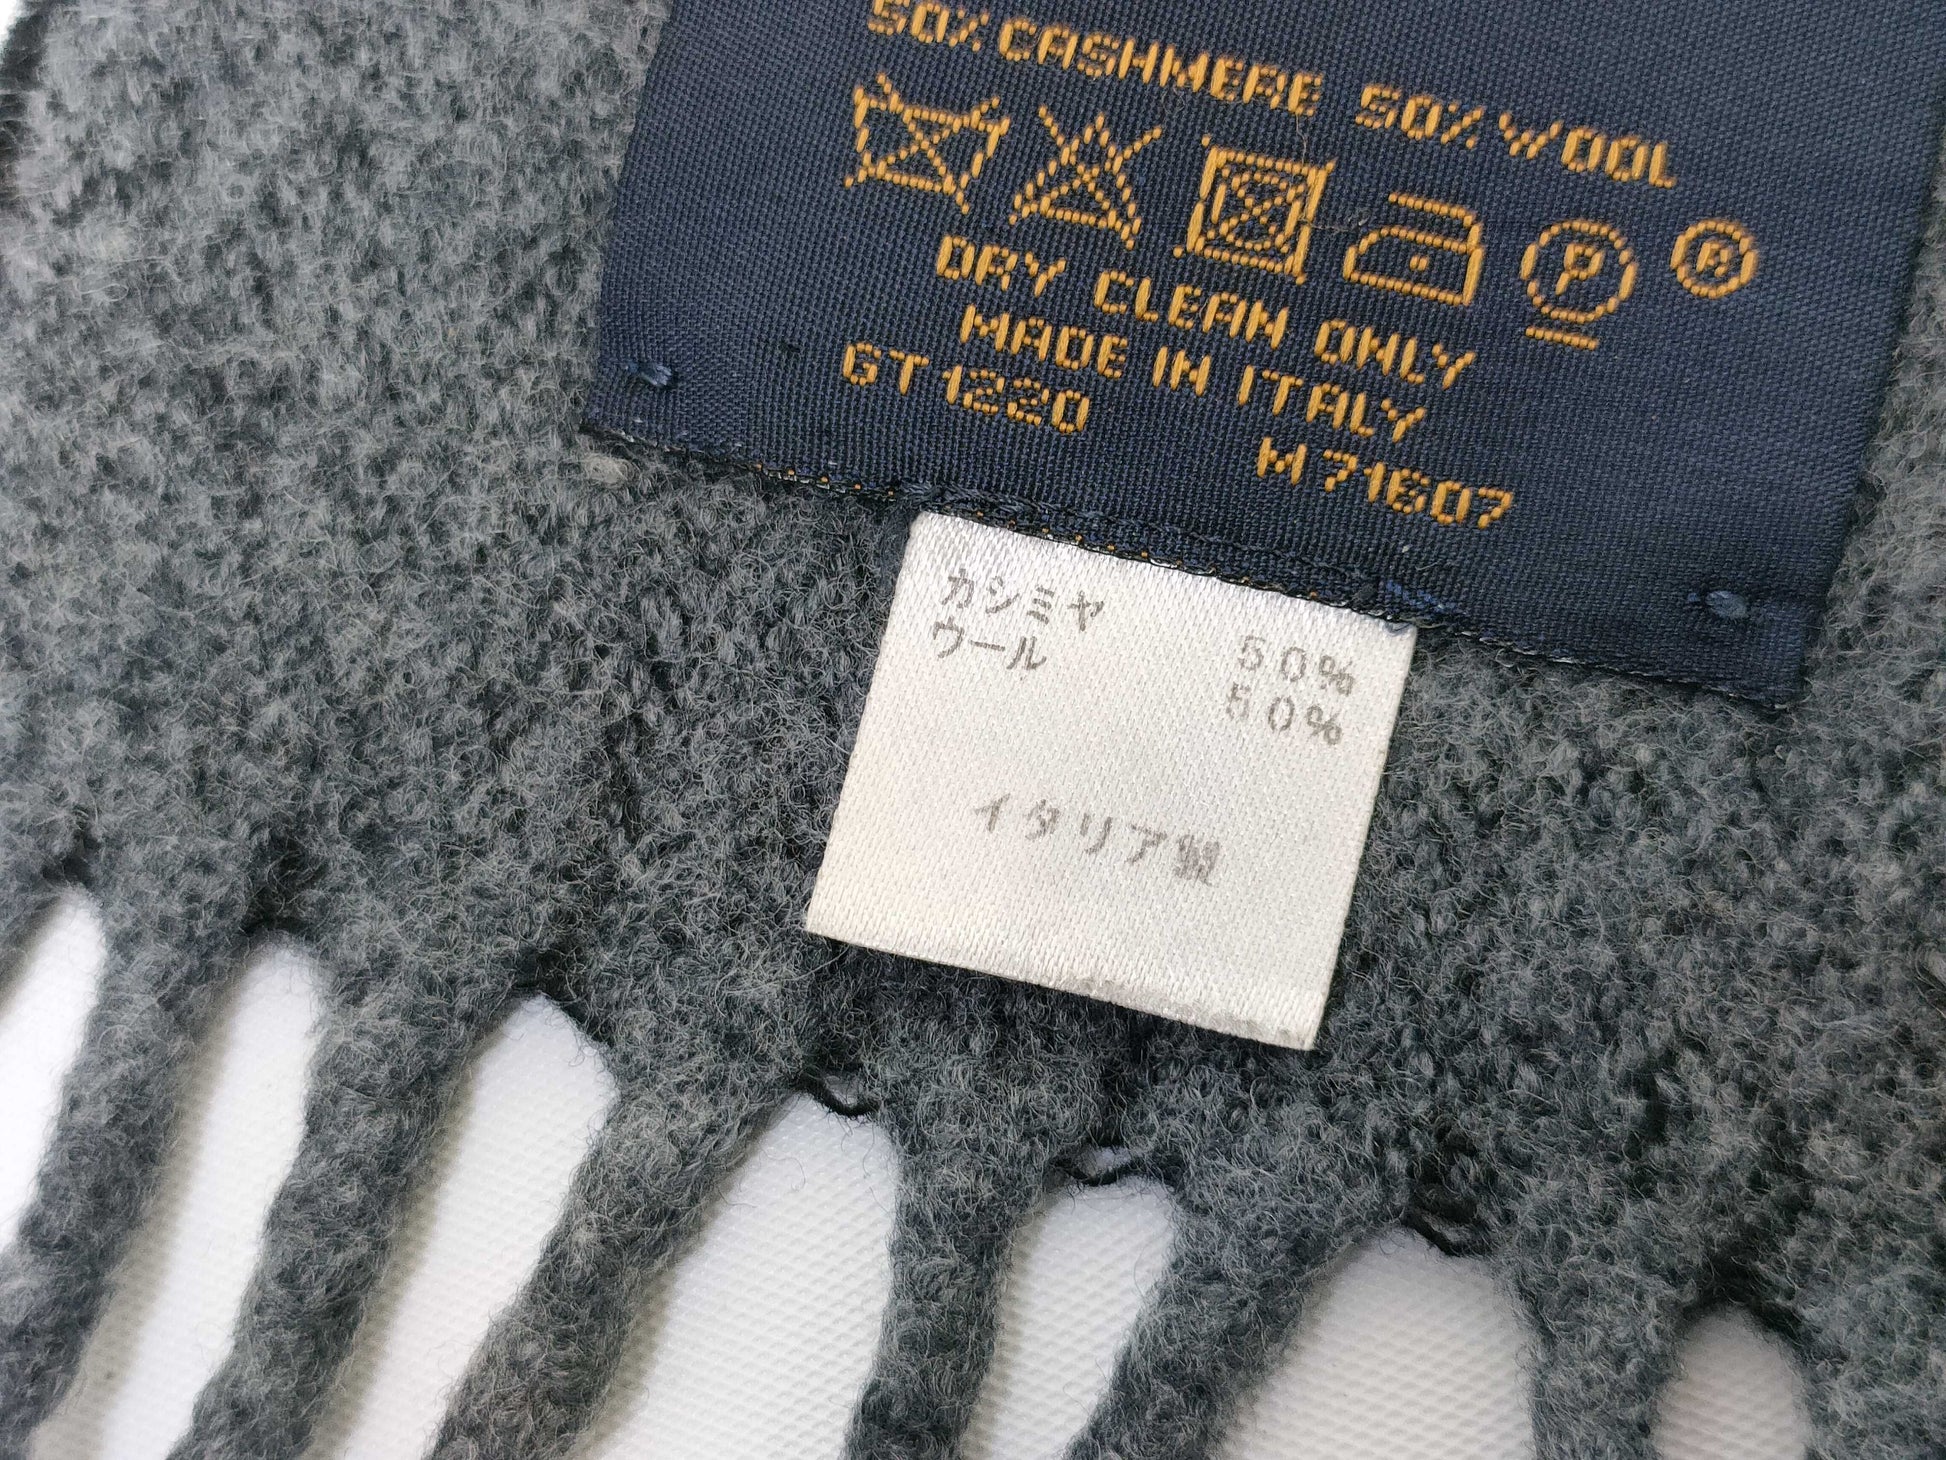 50% CASHMERE 50% WOOL
P
R
DRY CLEAN ONLY
MADE IN ITALY
GT1220 M71607
カシミヤ 50%
ウール 50%
イタリア製